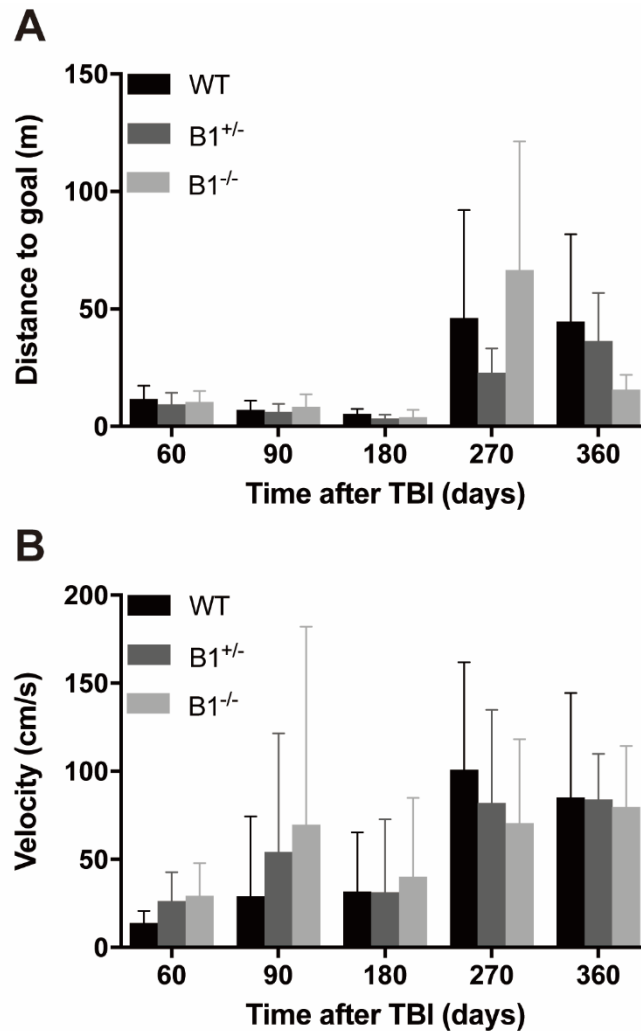 A
Distance to goal (m)
150
100
50
0
WT
B1+/-
B1-/-
60 90 180 270 360
Time after TBI (days)
B
Velocity (cm/s)
200
150
100
50
0
WT
B1+/-
B1-/-
60 90 180 270 360
Time after TBI (days)